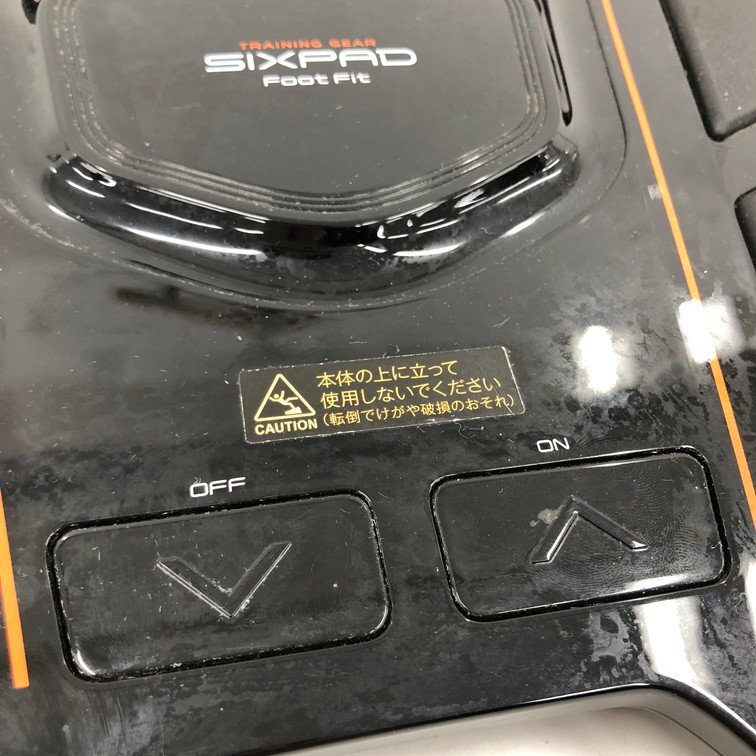 TRAINING GEAR
SIXPAD
Foot Fit
本体の上に立って
使用しないでください
(転倒でけがや破損のおそれ)
CAUTION
OFF
ON